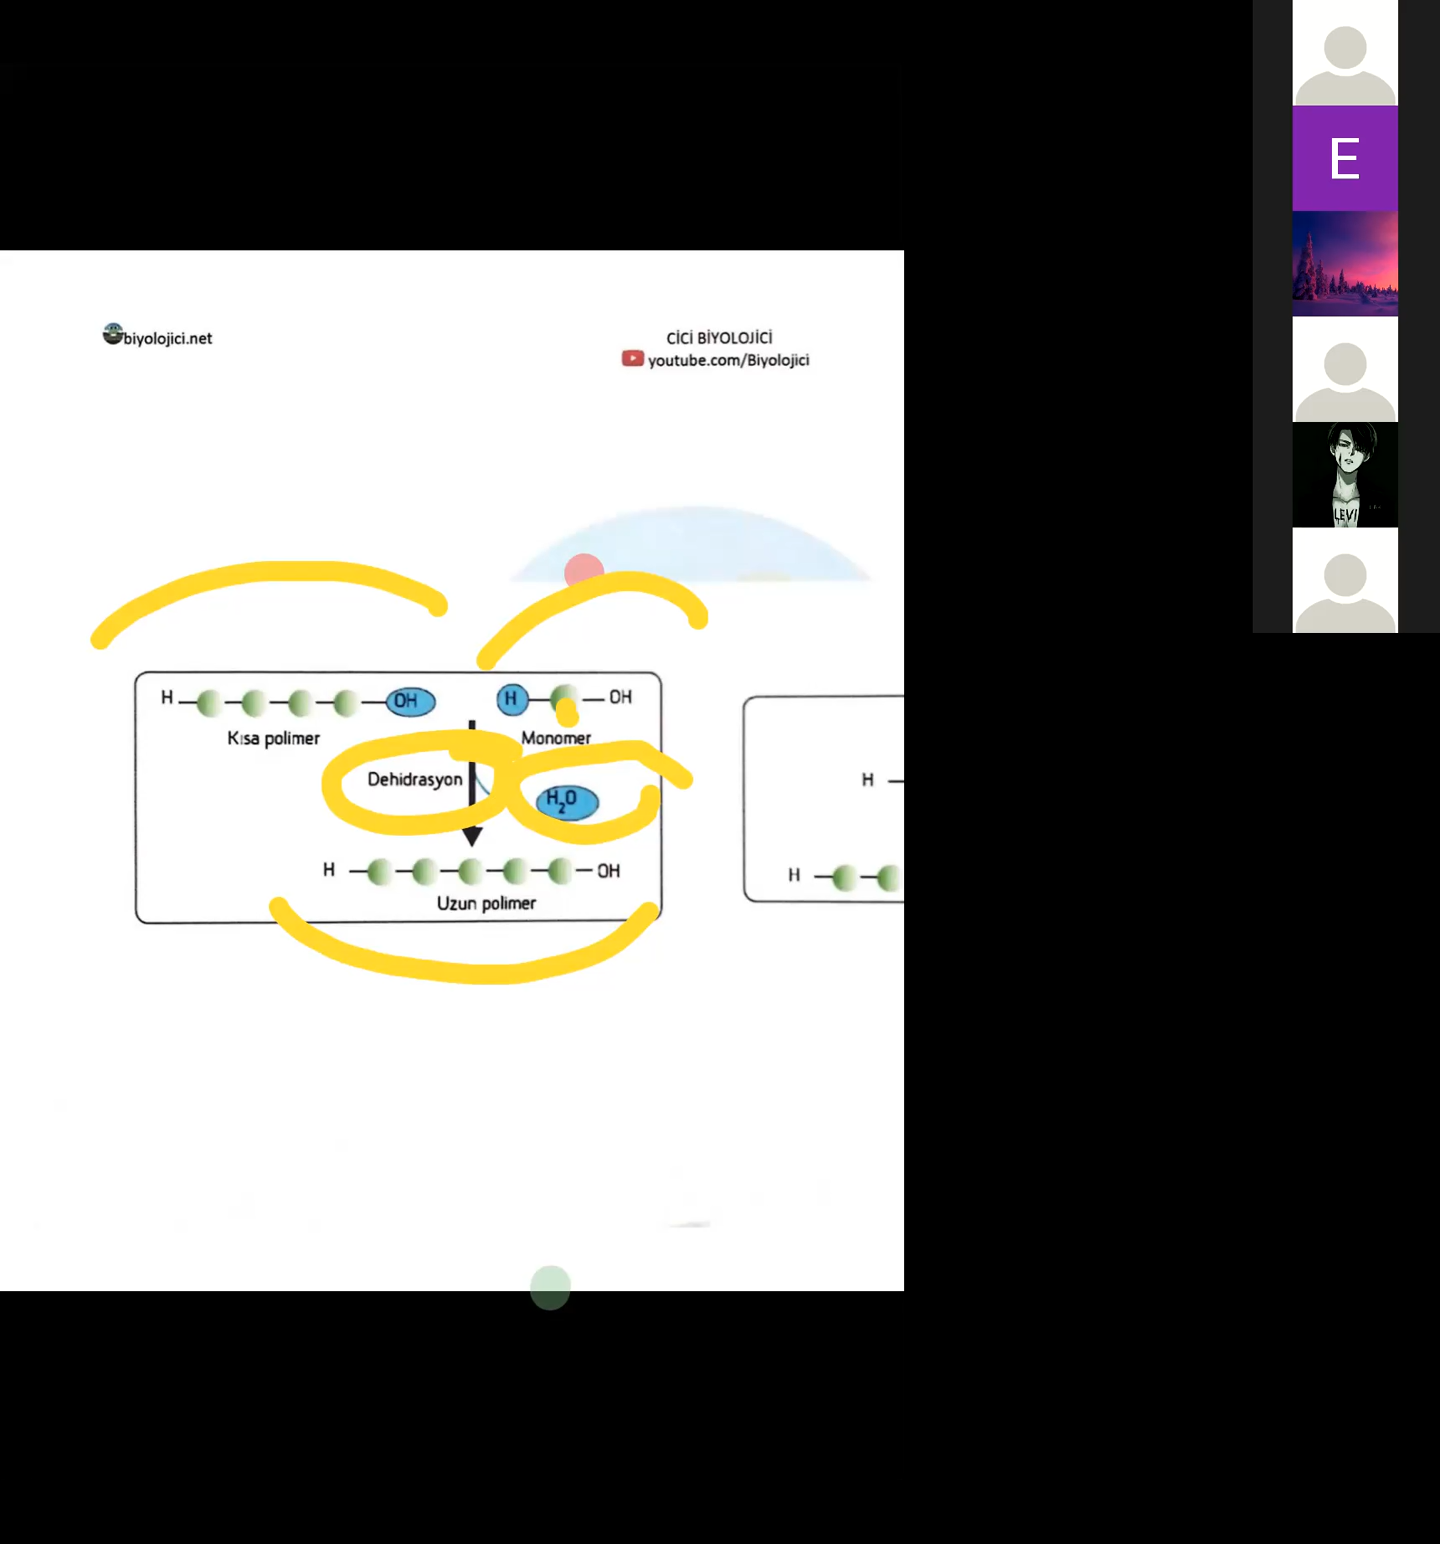 E
biyolojici.net
CİCİ BİYOLOJİCİ
youtube.com/Biyolojici
LEVI
H OH H OH
Kısa polimer Monomer
Dehidrasyon
H₂O
H OH
Uzun polimer
H
H